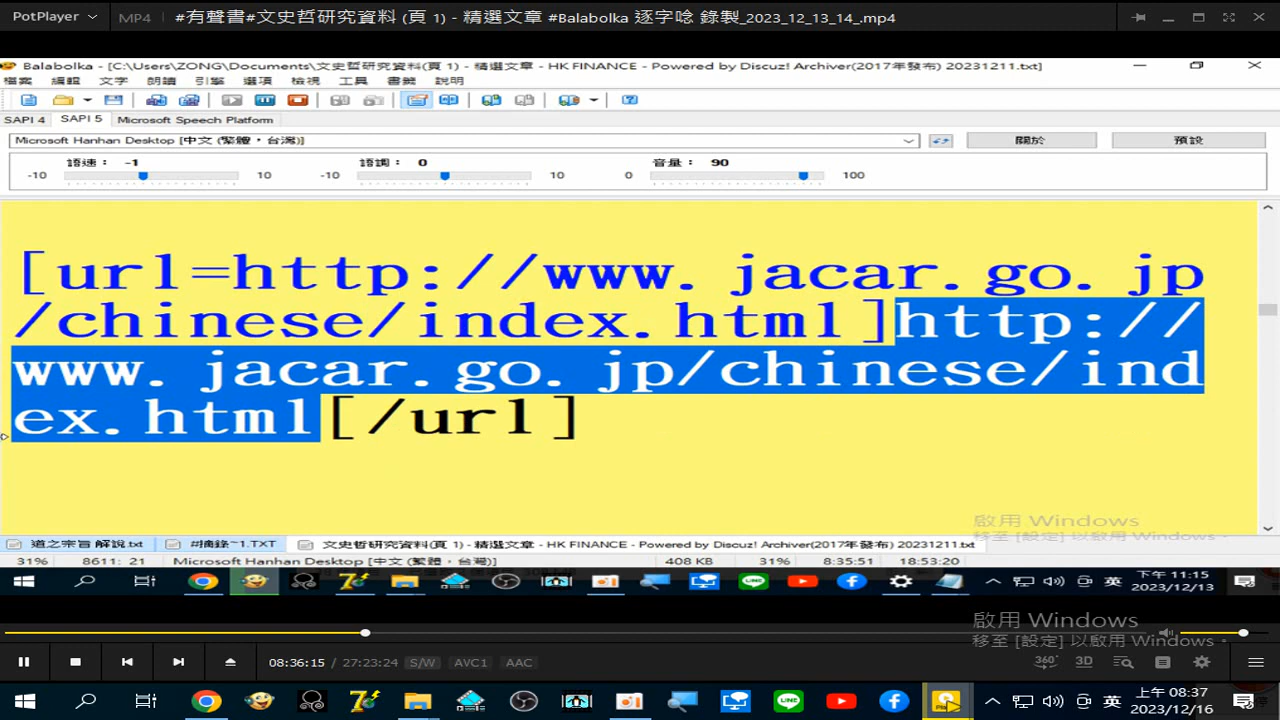 PotPlayer
MP4
#有聲書#文史哲研究資料 (頁 1) - 精選文章 #Balabolka 逐字唸 錄製_2023_12_13_14_.mp4
Balabolka - [C:\Users\ZONG\Documents\文史哲研究資料(頁 1) - 精選文章 - HK FINANCE - Powered by Discuz! Archiver(2017年發布) 20231211.txt]
檔案 編輯 文字 朗讀 引擎 選項 檢視 工具 書籤 說明
SAPI 4 SAPI 5 Microsoft Speech Platform
Microsoft Hanhan Desktop [中文 (繁體，台灣)] 關於 預設
語速： -1 語調： 0 音量： 90
-10 10 -10 10 0 100
[url=http://www.jacar.go.jp
/chinese/index.html]http://
www.jacar.go.jp/chinese/ind
ex.html[/url]
啟用 Windows
移至 [設定] 以啟用 Windows。
道之宗旨 解說.txt #摘錄~1.TXT 文史哲研究資料(頁 1) - 精選文章 - HK FINANCE - Powered by Discuz! Archiver(2017年發布) 20231211.txt
31% 8611: 21 Microsoft Hanhan Desktop [中文 (繁體，台灣)] 408 KB 31% 8:35:51 18:53:20
英 下午 11:15
2023/12/13
啟用 Windows
移至 [設定] 以啟用 Windows。
08:36:15 / 27:23:24 S/W AVC1 AAC 360° 3D
英 上午 08:37
2023/12/16